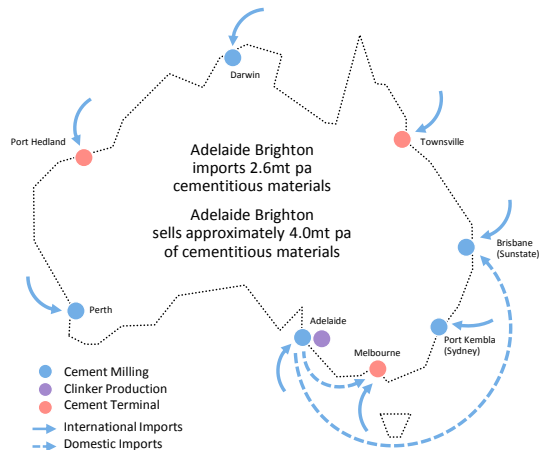 Darwin
Port Hedland
Townsville
Adelaide Brighton
imports 2.6mt pa
cementitious materials
Adelaide Brighton
sells approximately 4.0mt pa
of cementitious materials
Brisbane
(Sunstate)
Perth
Adelaide
Port Kembla
(Sydney)
Melbourne
Cement Milling
Clinker Production
Cement Terminal
International Imports
Domestic Imports